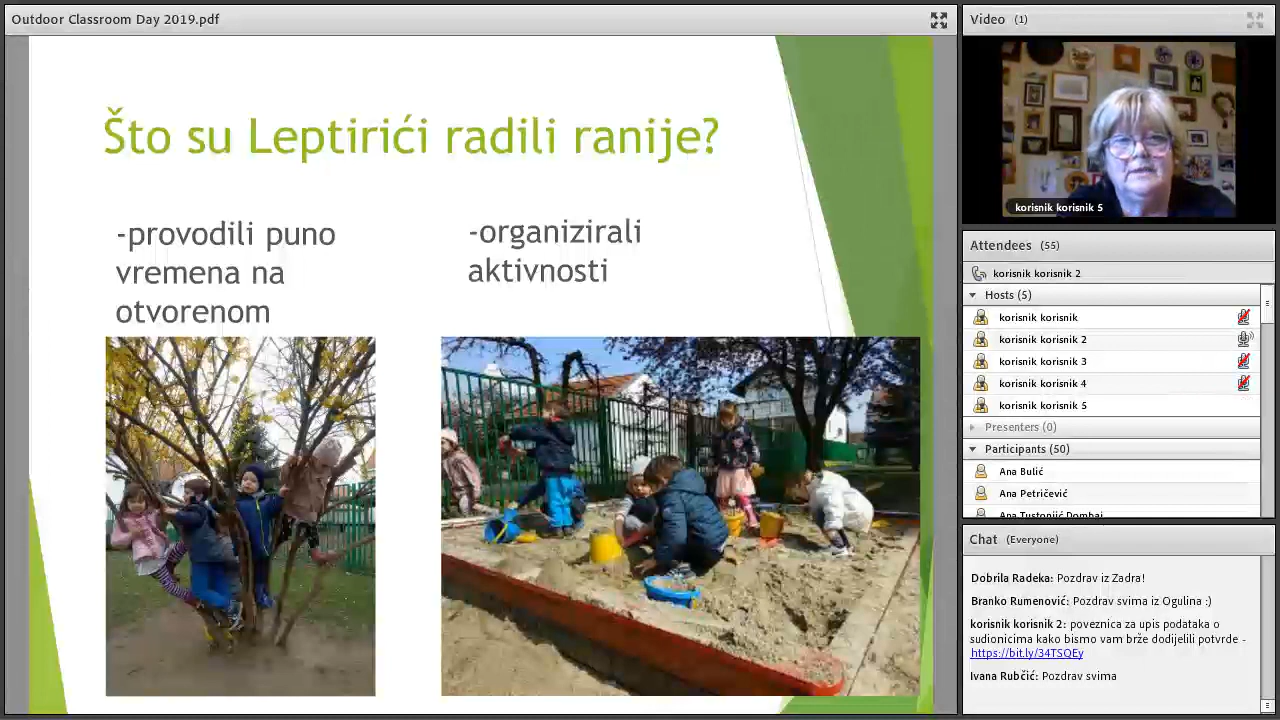 Outdoor Classroom Day 2019.pdf
Što su Leptirići radili ranije?
-provodili puno
vremena na
otvorenom
-organizirali
aktivnosti
Video (1)
korisnik korisnik 5
Attendees (55)
korisnik korisnik 2
Hosts (5)
korisnik korisnik
korisnik korisnik 2
korisnik korisnik 3
korisnik korisnik 4
korisnik korisnik 5
Presenters (0)
Participants (50)
Ana Bulić
Ana Petričević
Chat (Everyone)
Dobrila Radeka: Pozdrav iz Zadra!
Branko Rumenović: Pozdrav svima iz Ogulina :)
korisnik korisnik 2: poveznica za upis podataka o
sudionicima kako bismo vam brže dodijelili potvrde -
https://bit.ly/34TSQEy
Ivana Rubčić: Pozdrav svima